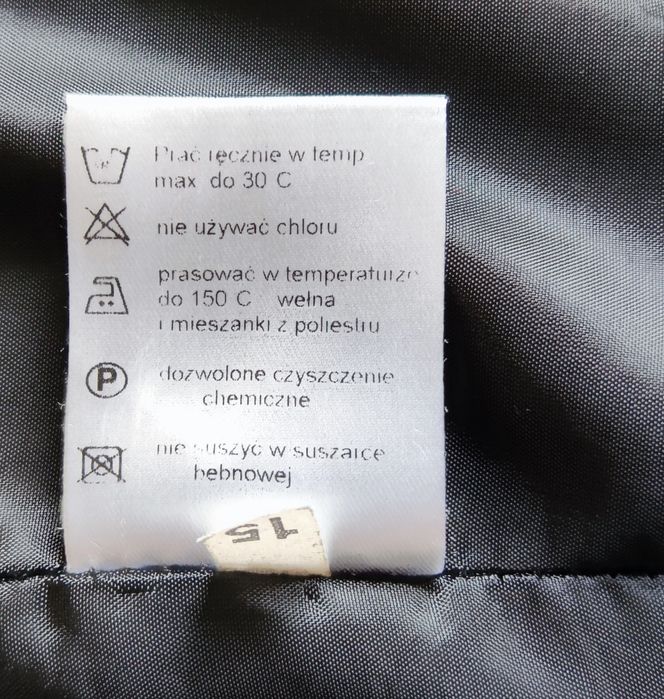 Prać ręcznie w temp
max do 30 C
nie używać chloru
prasować w temperaturze
do 150 C wełna
i mieszanki z poliestru
P
dozwolone czyszczenie
chemiczne
nie suszyć w suszarce
bębnowej
15